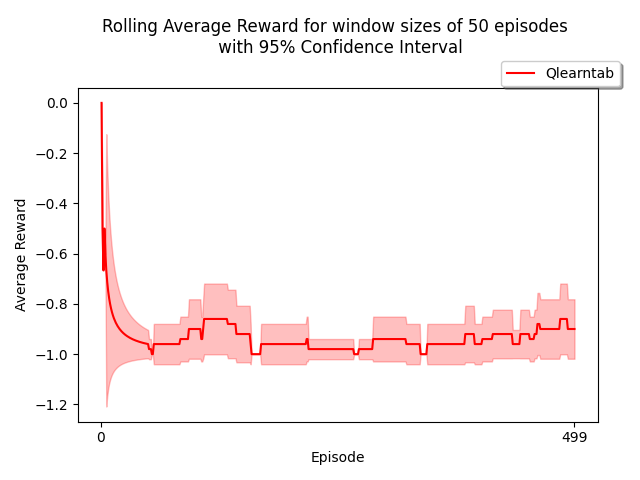 Rolling Average Reward for window sizes of 50 episodes
with 95% Confidence Interval
Qlearntab
0.0
−0.2
−0.4
−0.6
−0.8
−1.0
−1.2
Average Reward
0
499
Episode